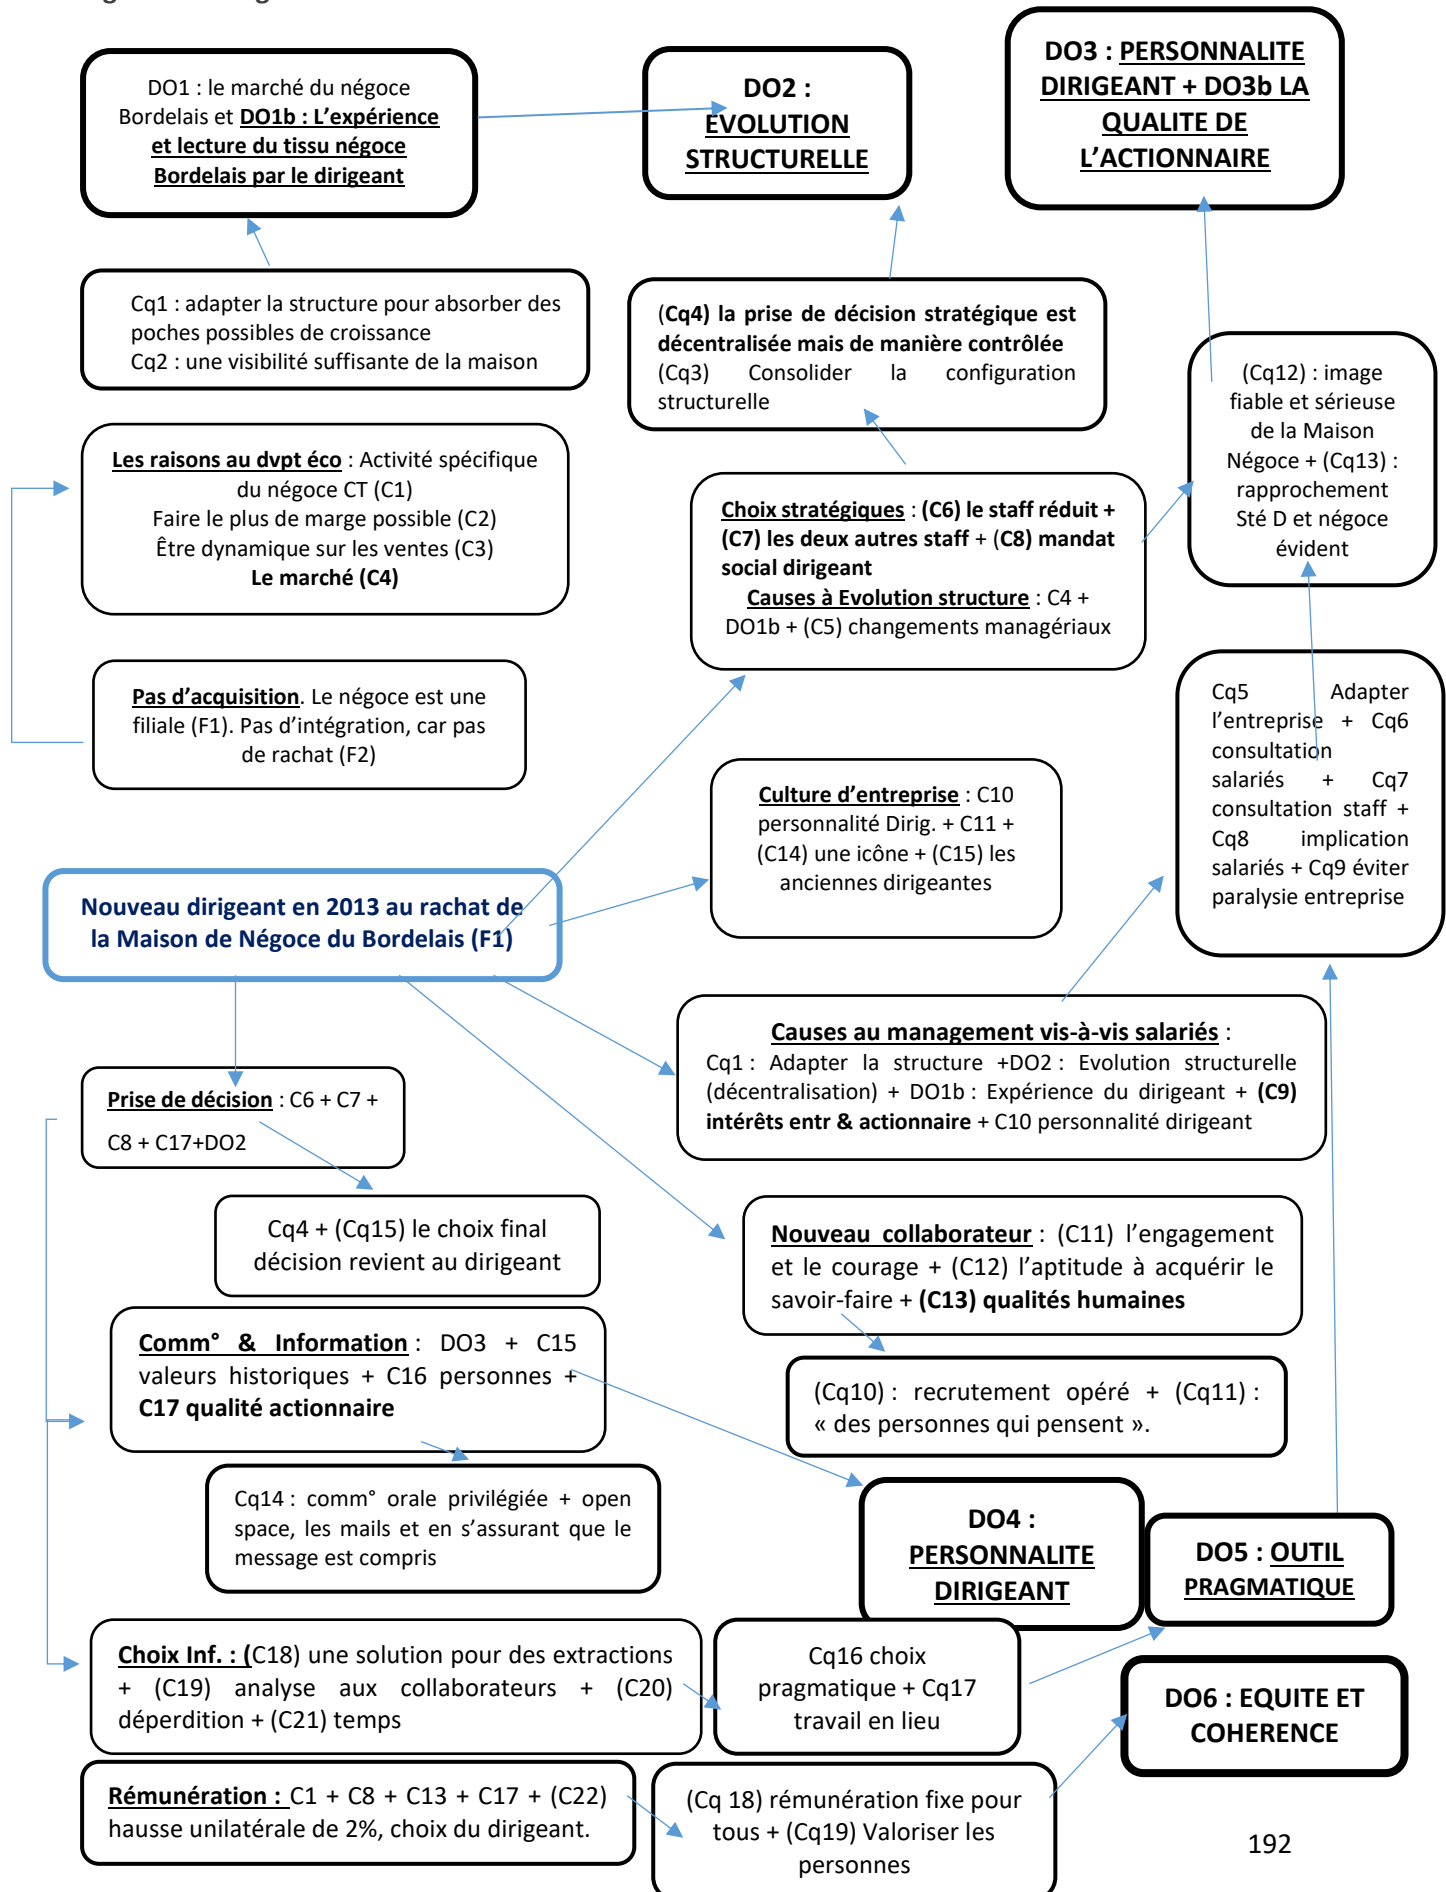 DO1 : le marché du négoce
Bordelais et DO1b : L’expérience
et lecture du tissu négoce
Bordelais par le dirigeant
DO2 :
EVOLUTION
STRUCTURELLE
DO3 : PERSONNALITE
DIRIGEANT + DO3b LA
QUALITE DE
L’ACTIONNAIRE
Cq1 : adapter la structure pour absorber des
poches possibles de croissance
Cq2 : une visibilité suffisante de la maison
(Cq4) la prise de décision stratégique est
décentralisée mais de manière contrôlée
(Cq3) Consolider la configuration
structurelle
(Cq12) : image
fiable et sérieuse
de la Maison
Négoce + (Cq13) :
rapprochement
Sté D et négoce
évident
Les raisons au dvpt éco : Activité spécifique
du négoce CT (C1)
Faire le plus de marge possible (C2)
Être dynamique sur les ventes (C3)
Le marché (C4)
Choix stratégiques : (C6) le staff réduit +
(C7) les deux autres staff + (C8) mandat
social dirigeant
Causes à Evolution structure : C4 +
DO1b + (C5) changements managériaux
Pas d’acquisition. Le négoce est une
filiale (F1). Pas d’intégration, car pas
de rachat (F2)
Cq5 Adapter
l’entreprise + Cq6
consultation
salariés + Cq7
consultation staff +
Cq8 implication
salariés + Cq9 éviter
paralysie entreprise
Culture d’entreprise : C10
personnalité Dirig. + C11 +
(C14) une icône + (C15) les
anciennes dirigeantes
Nouveau dirigeant en 2013 au rachat de
la Maison de Négoce du Bordelais (F1)
Causes au management vis-à-vis salariés :
Cq1 : Adapter la structure +DO2 : Evolution structurelle
(décentralisation) + DO1b : Expérience du dirigeant + (C9)
intérêts entr & actionnaire + C10 personnalité dirigeant
Prise de décision : C6 + C7 +
C8 + C17+DO2
Cq4 + (Cq15) le choix final
décision revient au dirigeant
Nouveau collaborateur : (C11) l’engagement
et le courage + (C12) l’aptitude à acquérir le
savoir-faire + (C13) qualités humaines
Comm° & Information : DO3 + C15
valeurs historiques + C16 personnes +
C17 qualité actionnaire
(Cq10) : recrutement opéré + (Cq11) :
« des personnes qui pensent ».
Cq14 : comm° orale privilégiée + open
space, les mails et en s’assurant que le
message est compris
DO4 :
PERSONNALITE
DIRIGEANT
DO5 : OUTIL
PRAGMATIQUE
Choix Inf. : (C18) une solution pour des extractions
+ (C19) analyse aux collaborateurs + (C20)
déperdition + (C21) temps
Cq16 choix
pragmatique + Cq17
travail en lieu
DO6 : EQUITE ET
COHERENCE
Rémunération : C1 + C8 + C13 + C17 + (C22)
hausse unilatérale de 2%, choix du dirigeant.
(Cq 18) rémunération fixe pour
tous + (Cq19) Valoriser les
personnes
192